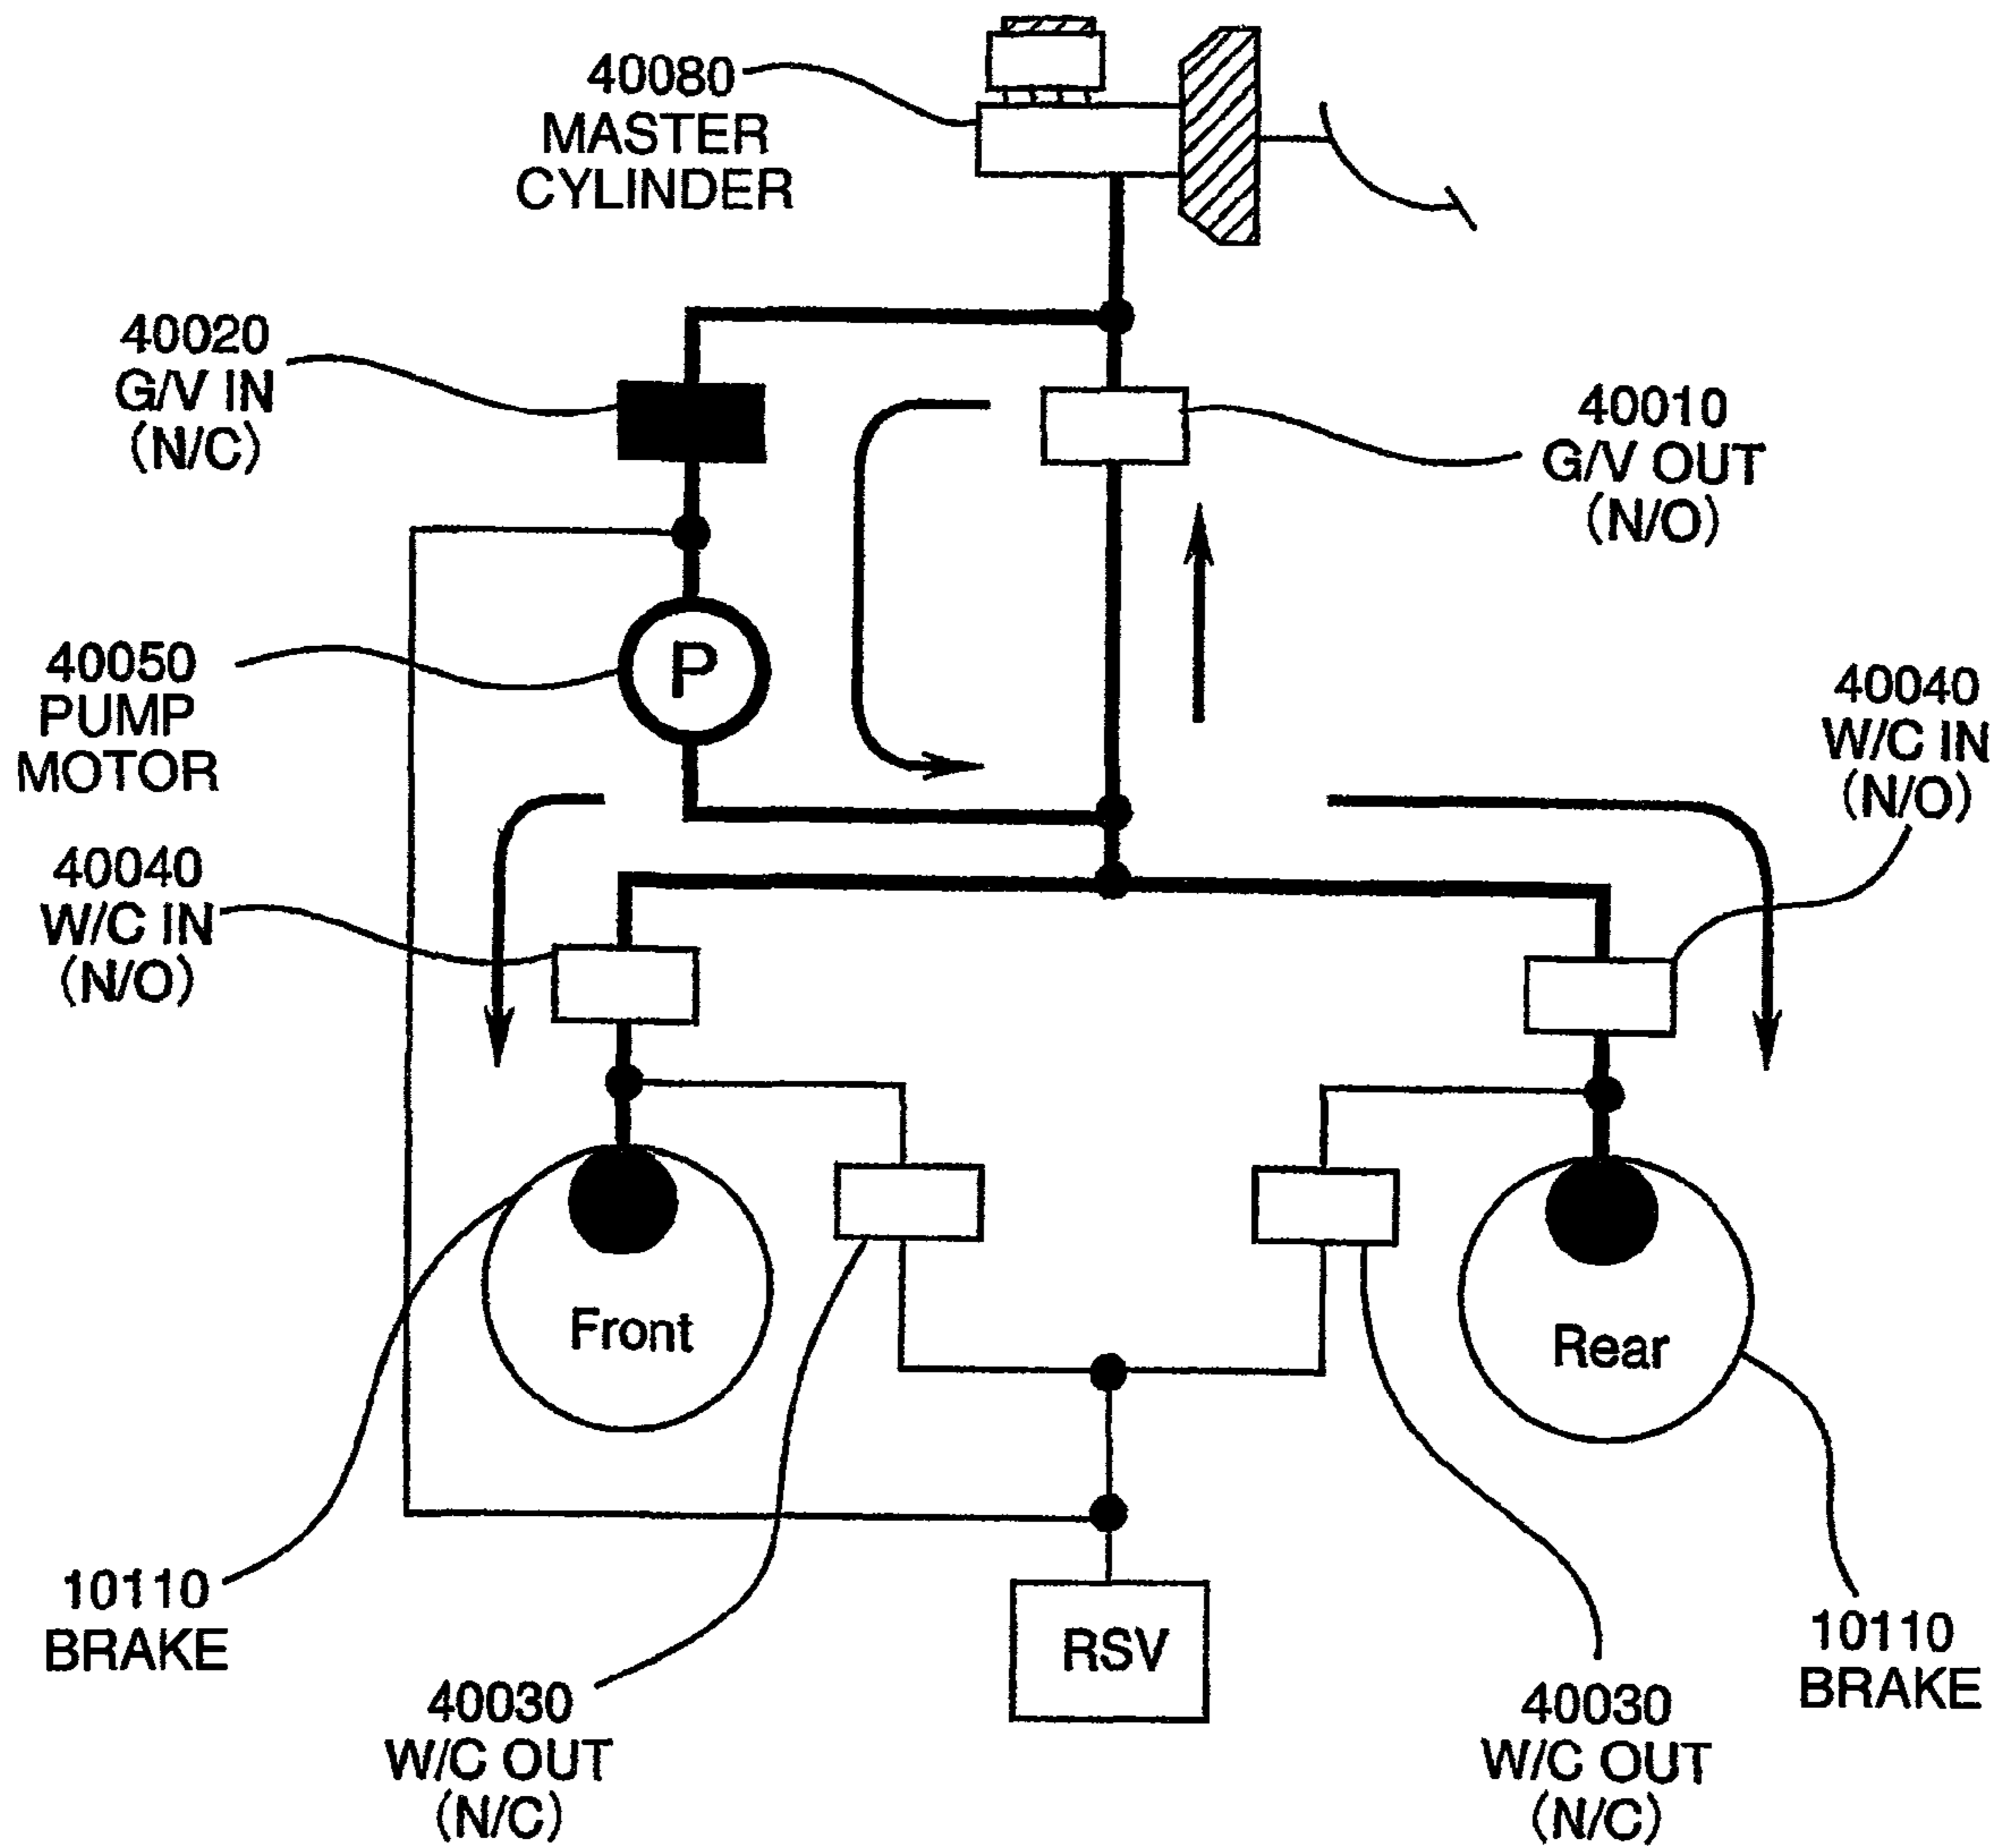 40080
MASTER
CYLINDER
40020
G/V IN
(N/C)
40010
G/V OUT
(N/O)
40050
PUMP
MOTOR
P
40040
W/C IN
(N/O)
40040
W/C IN
(N/O)
Front
Rear
10110
BRAKE
RSV
10110
BRAKE
40030
W/C OUT
(N/C)
40030
W/C OUT
(N/C)